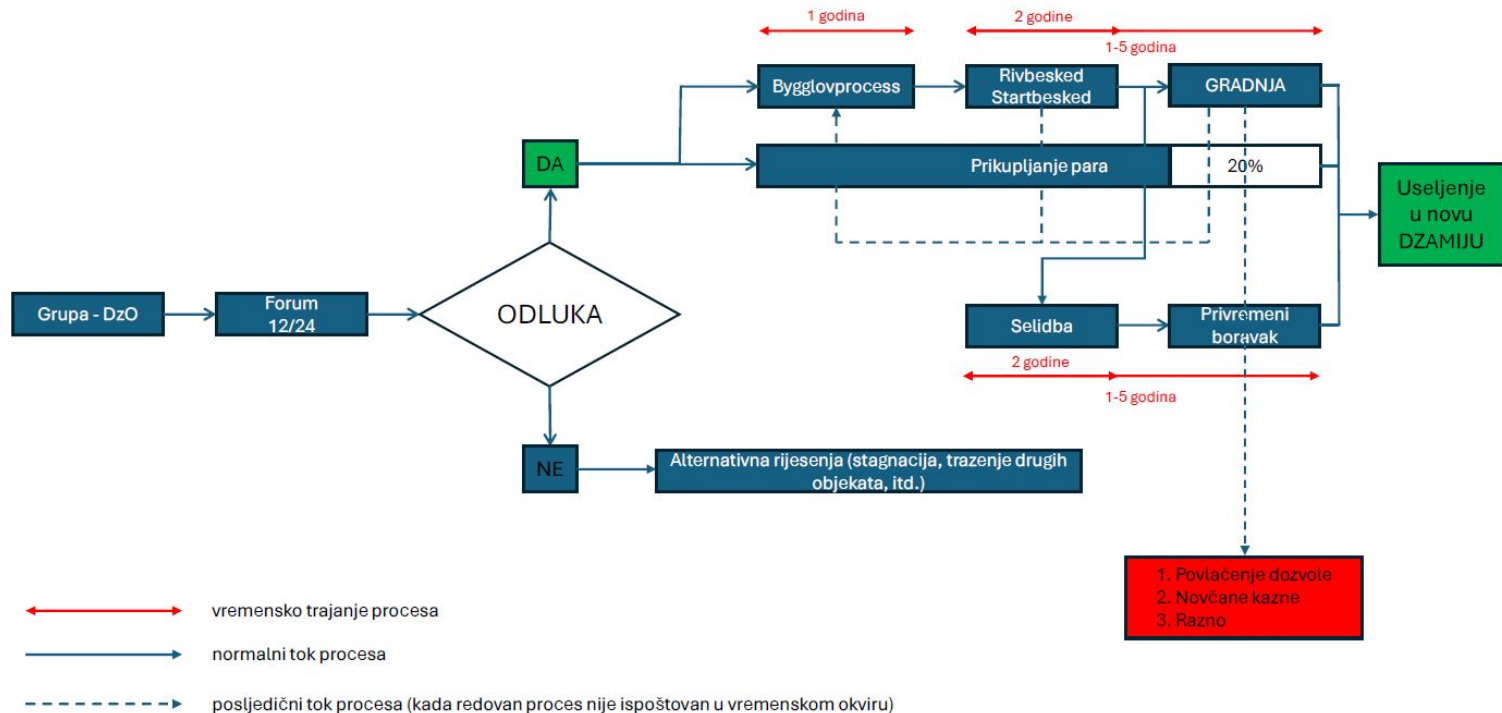 1 godina
2 godine
1-5 godina
Bygglovprocess
Rivbesked
Startbesked
GRADNJA
DA
Prikupljanje para
20%
Useljenje
u novu
DZAMIJU
Grupa - DzO
Forum
12/24
ODLUKA
Selidba
Privremeni
boravak
2 godine
1-5 godina
NE
Alternativna rijesenja (stagnacija, trazenje drugih
objekata, itd.)
1. Povlačenje dozvole
2. Novčane kazne
3. Razno
vremensko trajanje procesa
normalni tok procesa
posljedični tok procesa (kada redovan proces nije ispoštovan u vremenskom okviru)